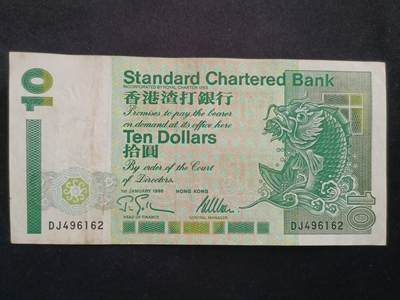 10
Standard Chartered Bank
INCORPORATED BY ROYAL CHARTER 1853
香港渣打銀行
Promises to pay the bearer
on demand at its office here
Ten Dollars
拾圓
By order of the Court
of Directors.
1ST JANUARY 1995 HONG KONG
HEAD OF FINANCE GENERAL MANAGER
DJ496162 DJ496162
10